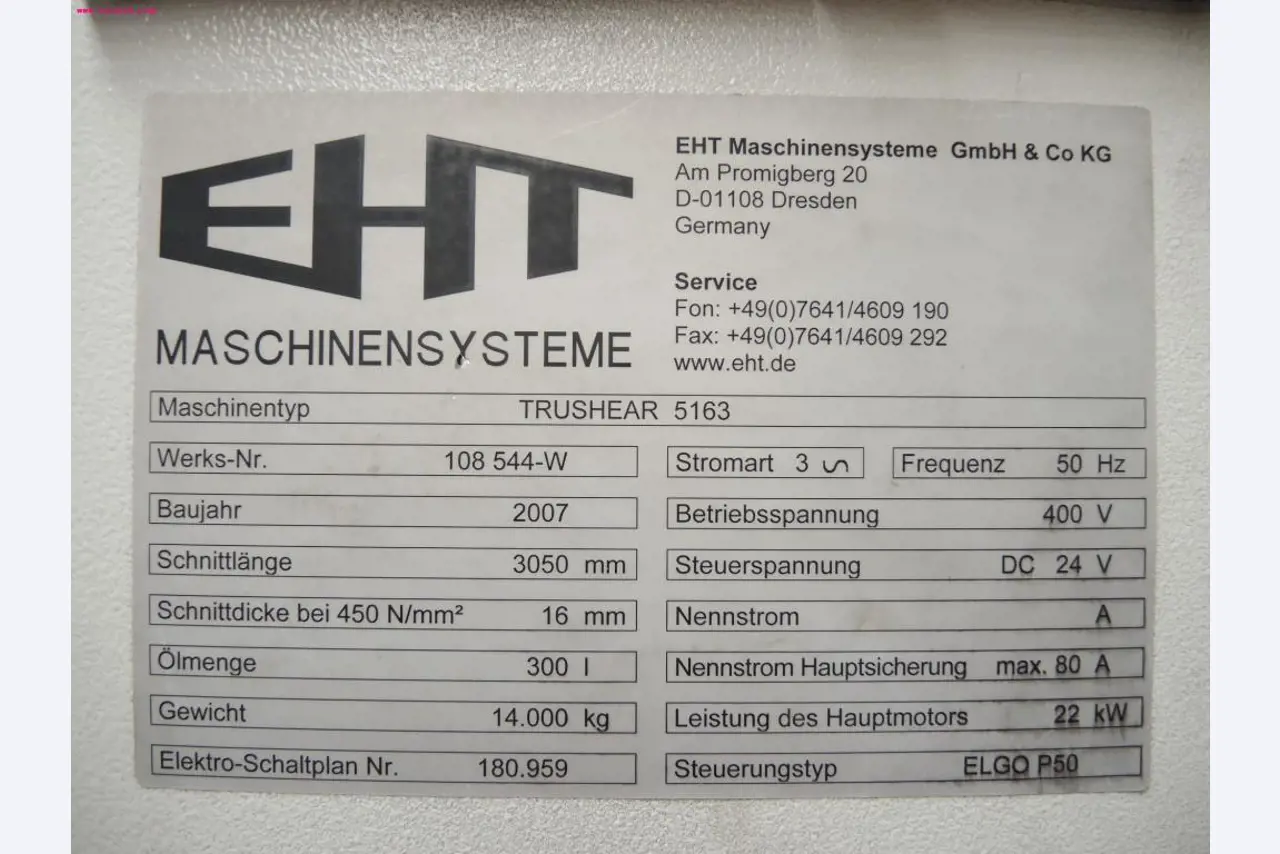 EHT
MASCHINENSYSTEME
EHT Maschinensysteme GmbH & Co KG
Am Promigberg 20
D-01108 Dresden
Germany
Service
Fon: +49(0)7641/4609 190
Fax: +49(0)7641/4609 292
www.eht.de
Maschinentyp TRUSHEAR 5163
Werks-Nr. 108 544-W
Stromart 3 ∽
Frequenz 50 Hz
Baujahr 2007
Betriebsspannung 400 V
Schnittlänge 3050 mm
Steuerspannung DC 24 V
Schnittdicke bei 450 N/mm² 16 mm
Nennstrom A
Ölmenge 300 l
Nennstrom Hauptsicherung max. 80 A
Gewicht 14.000 kg
Leistung des Hauptmotors 22 kW
Elektro-Schaltplan Nr. 180.959
Steuerungstyp ELGO P50